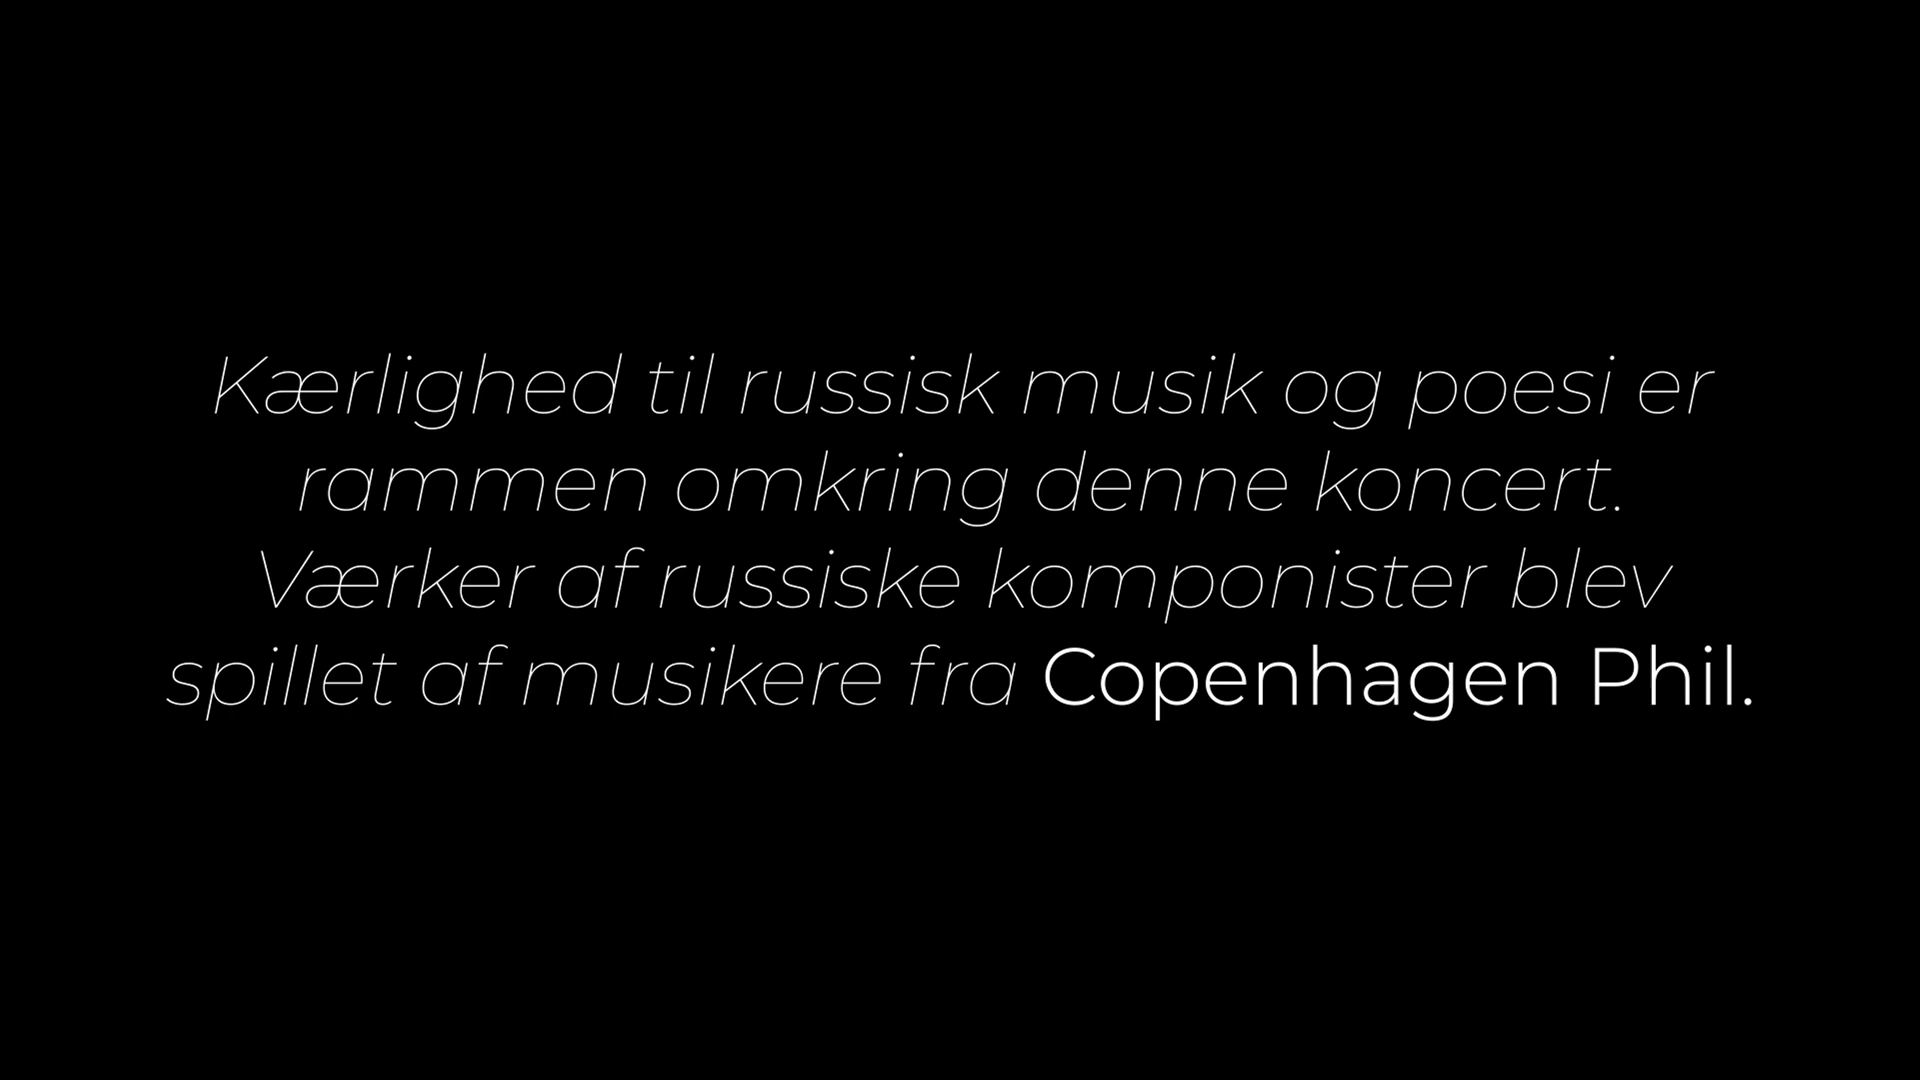 Kærlighed til russisk musik og poesi er
rammen omkring denne koncert.
Værker af russiske komponister blev
spillet af musikere fra Copenhagen Phil.